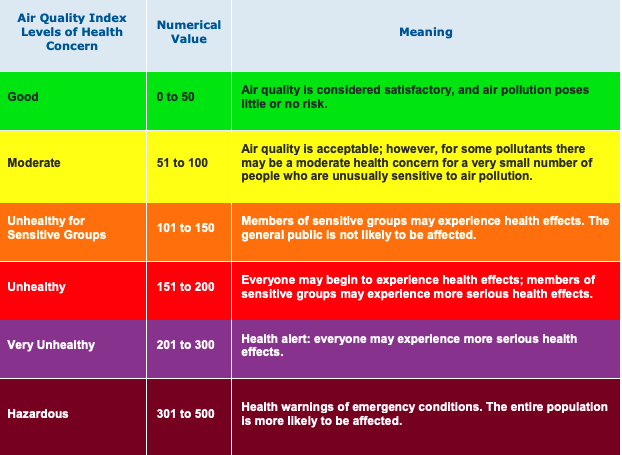 Air Quality Index
Levels of Health
Concern
Numerical
Value
Meaning
Good
0 to 50
Air quality is considered satisfactory, and air pollution poses
little or no risk.
Moderate
51 to 100
Air quality is acceptable; however, for some pollutants there
may be a moderate health concern for a very small number of
people who are unusually sensitive to air pollution.
Unhealthy for
Sensitive Groups
101 to 150
Members of sensitive groups may experience health effects. The
general public is not likely to be affected.
Unhealthy
151 to 200
Everyone may begin to experience health effects; members of
sensitive groups may experience more serious health effects.
Very Unhealthy
201 to 300
Health alert: everyone may experience more serious health
effects.
Hazardous
301 to 500
Health warnings of emergency conditions. The entire population
is more likely to be affected.